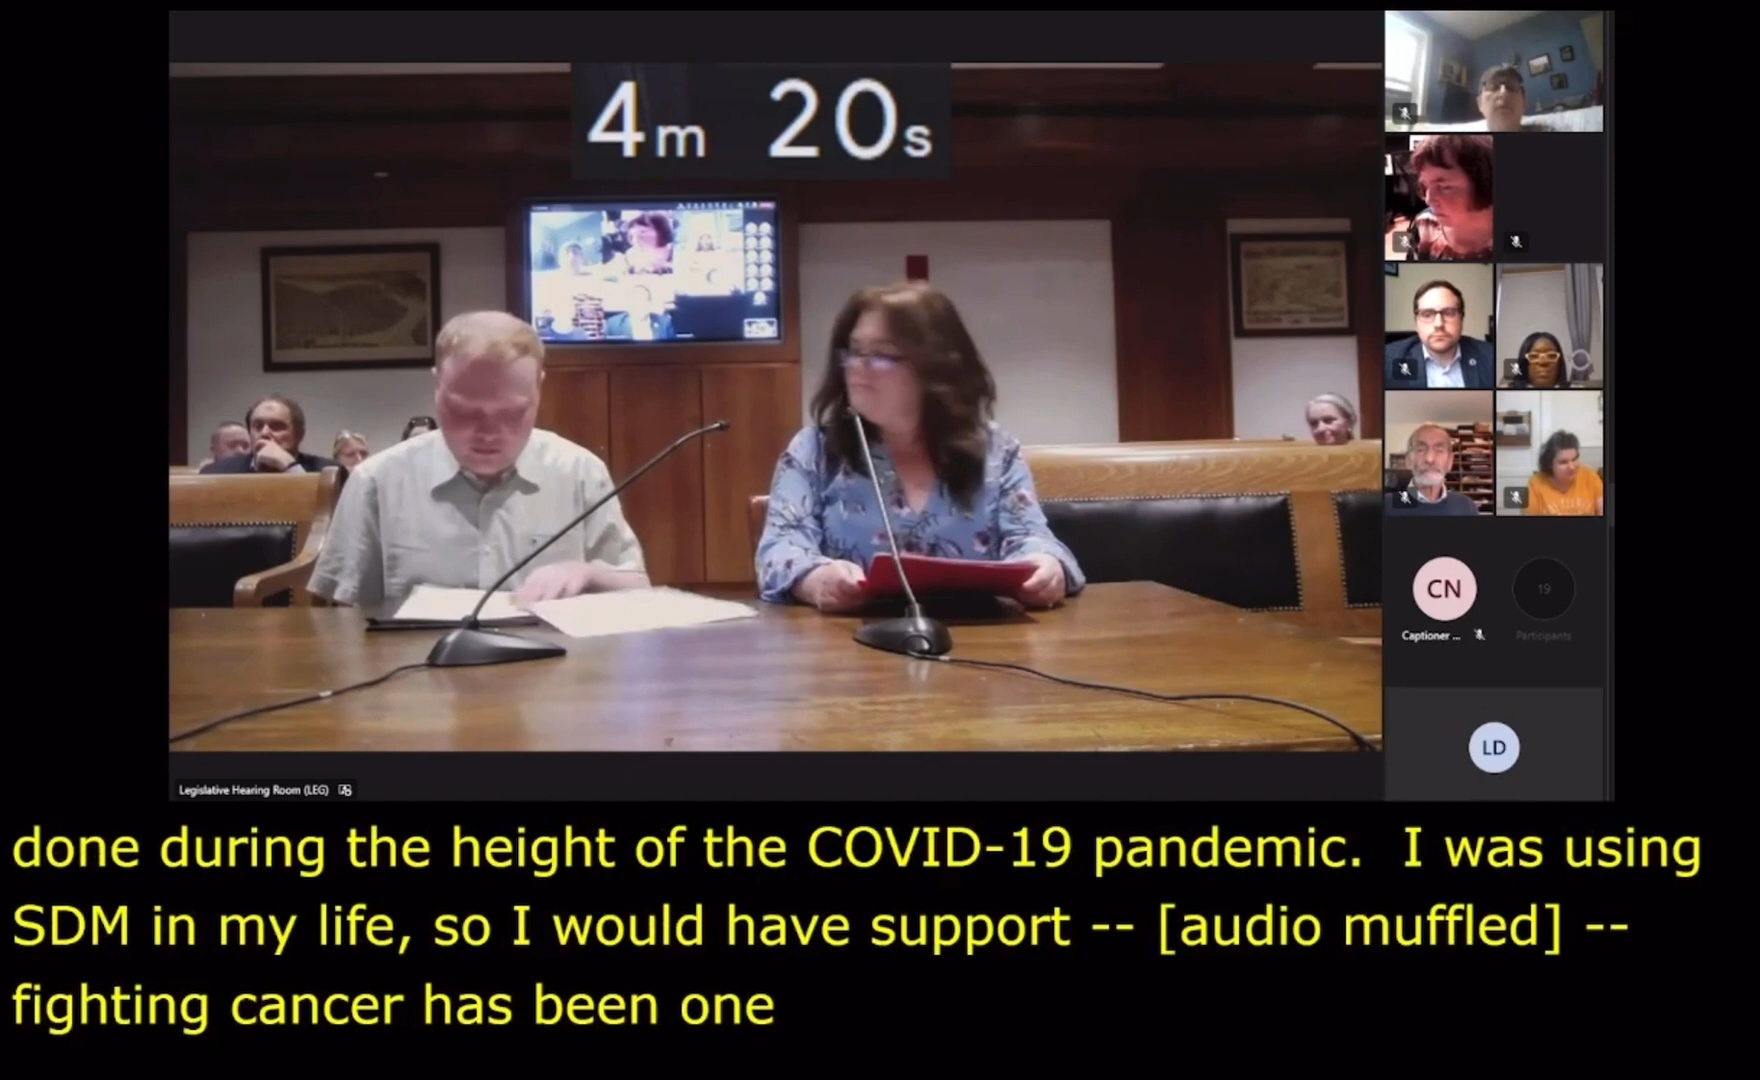 4m 20s
19
CN
Captioner ...
Participants
LD
Legislative Hearing Room (LEG)
done during the height of the COVID-19 pandemic.  I was using
SDM in my life, so I would have support -- [audio muffled] --
fighting cancer has been one